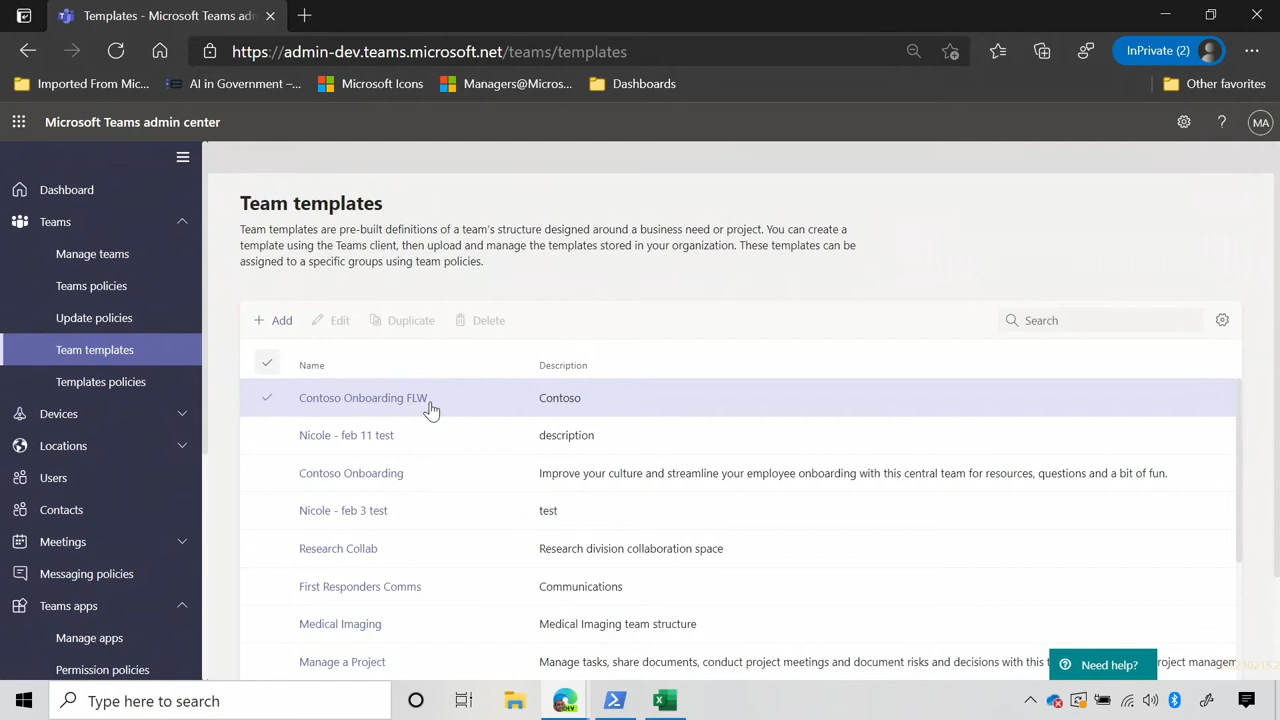 Templates - Microsoft Teams adm
https://admin-dev.teams.microsoft.net/teams/templates
InPrivate (2)
Imported From Mic...
AI in Government –...
Microsoft Icons
Managers@Micros...
Dashboards
Other favorites
Microsoft Teams admin center
MA
Dashboard
Teams
Manage teams
Teams policies
Update policies
Team templates
Templates policies
Devices
Locations
Users
Contacts
Meetings
Messaging policies
Teams apps
Manage apps
Permission policies
Team templates
Team templates are pre-built definitions of a team's structure designed around a business need or project. You can create a
template using the Teams client, then upload and manage the templates stored in your organization. These templates can be
assigned to a specific groups using team policies.
Add Edit Duplicate Delete Search
Name Description
Contoso Onboarding FLW Contoso
Nicole - feb 11 test description
Contoso Onboarding Improve your culture and streamline your employee onboarding with this central team for resources, questions and a bit of fun.
Nicole - feb 3 test test
Research Collab Research division collaboration space
First Responders Comms Communications
Medical Imaging Medical Imaging team structure
Manage a Project Manage tasks, share documents, conduct project meetings and document risks and decisions with this
Need help?
Type here to search